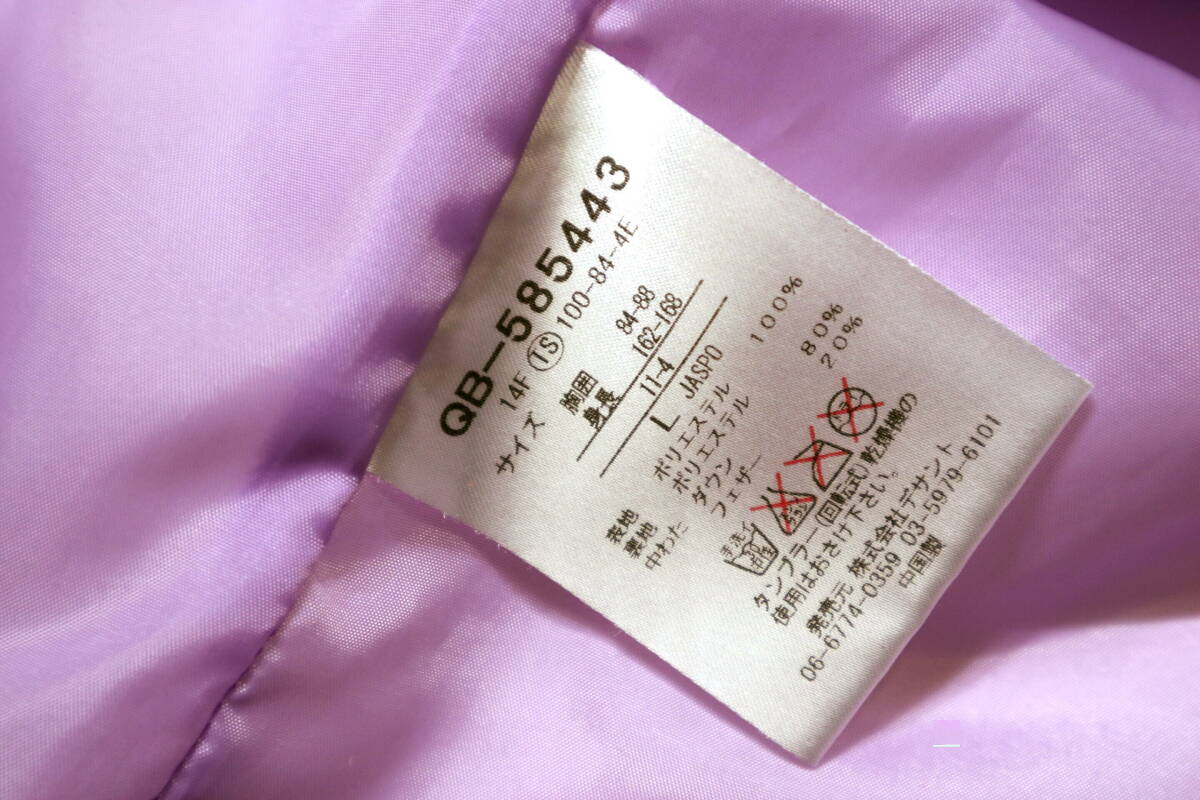 QB-585443
14F TS 100-84-4E
サイズ
胸囲 84-88
身長 162-168
11-4
L JASPO
表地 ポリエステル 100%
裏地 ポリエステル
中わた ダウン 80%
フェザー 20%
手洗イ
30
タンブラー(回転式)乾燥機の
使用はおさけ下さい。
発売元 株式会社デサント
06-6774-0359 03-5979-6101
中国製